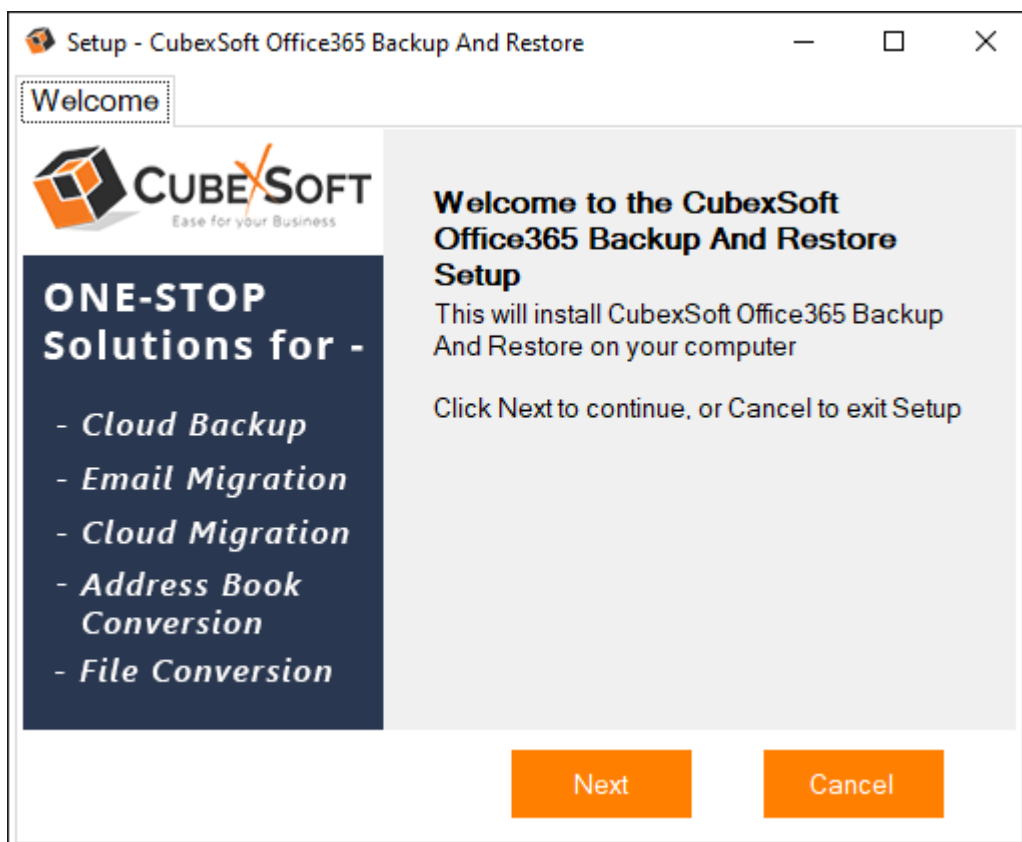 Setup - CubexSoft Office365 Backup And Restore
Welcome
CUBEXSOFT
Ease for your Business
ONE-STOP
Solutions for -
- Cloud Backup
- Email Migration
- Cloud Migration
- Address Book
Conversion
- File Conversion
Welcome to the CubexSoft
Office365 Backup And Restore
Setup
This will install CubexSoft Office365 Backup
And Restore on your computer
Click Next to continue, or Cancel to exit Setup
Next
Cancel